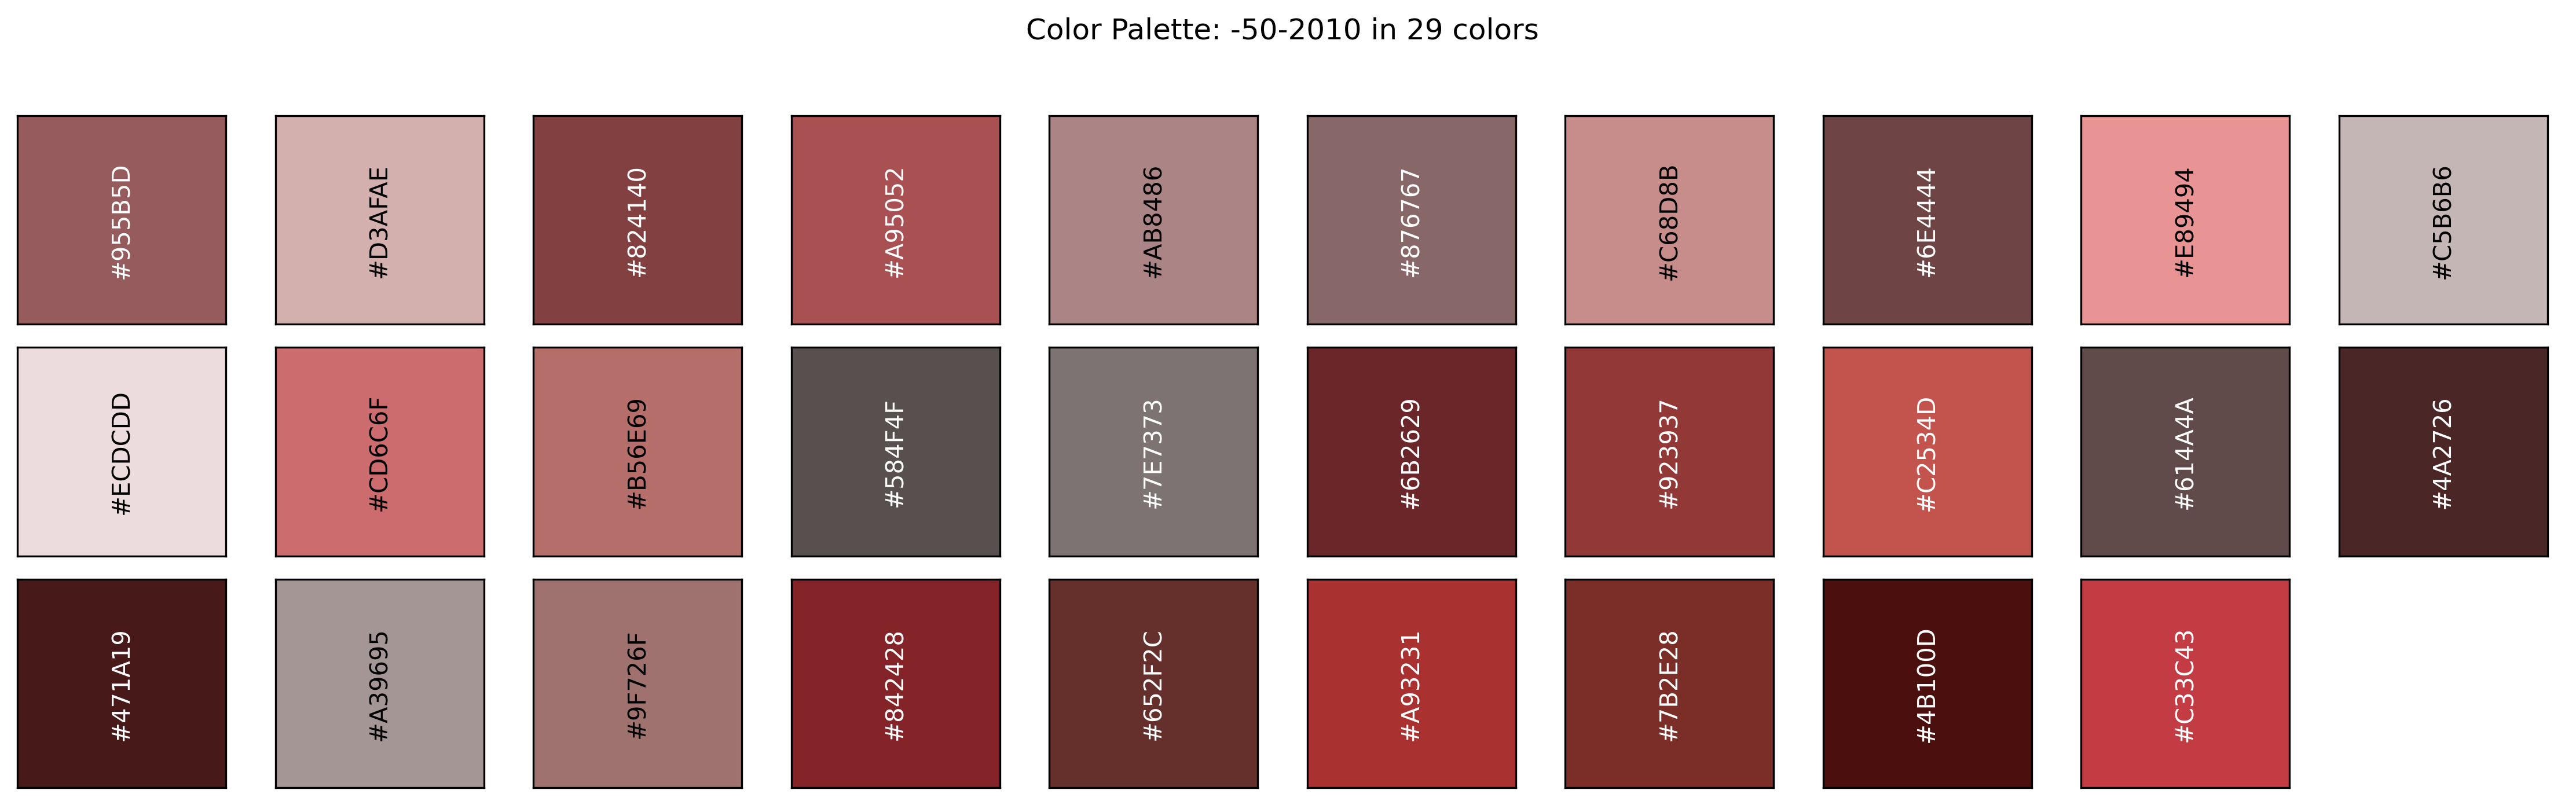 Color Palette: -50-2010 in 29 colors
#955B5D
#D3AFAE
#824140
#A95052
#AB8486
#876767
#C68D8B
#6E4444
#E89494
#C5B6B6
#ECDCDD
#CD6C6F
#B56E69
#584F4F
#7E7373
#6B2629
#923937
#C2534D
#614A4A
#4A2726
#471A19
#A39695
#9F726F
#842428
#652F2C
#A93231
#7B2E28
#4B100D
#C33C43